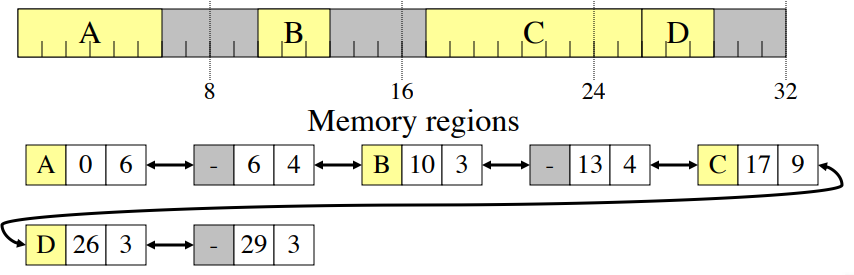 A B C D
8 16 24 32
Memory regions
A 0 6 - 6 4 B 10 3 - 13 4 C 17 9
D 26 3 - 29 3